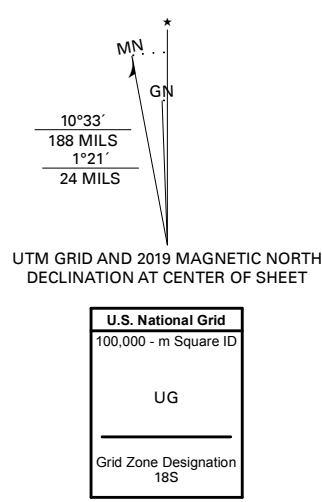 ★
MN
GN
10°33´
188 MILS
1°21´
24 MILS
UTM GRID AND 2019 MAGNETIC NORTH
DECLINATION AT CENTER OF SHEET
U.S. National Grid
100,000 - m Square ID
UG
Grid Zone Designation
18S